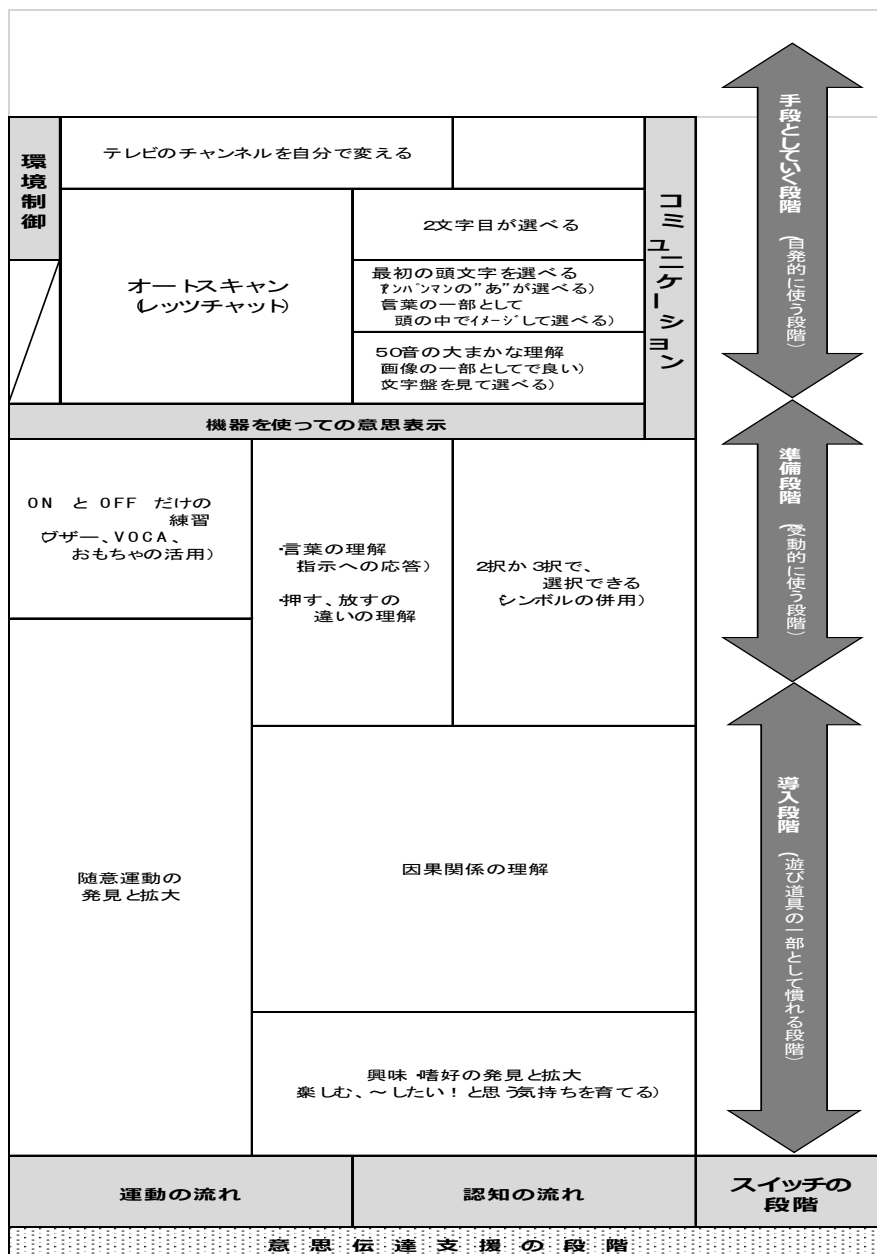 手段としていく段階
(自発的に使う段階)
環境制御
テレビのチャンネルを自分で変える
コミュニケーション
2文字目が選べる
オートスキャン
(レッツチャット)
最初の頭文字を選べる
(アンパンマンの"あ"が選べる)
言葉の一部として
頭の中でイメージして選べる)
50音の大まかな理解
(画像の一部としてで良い)
(文字盤を見て選べる)
機器を使っての意思表示
準備段階
(受動的に使う段階)
ON と OFF だけの
練習
(ブザー、VOCA、
おもちゃの活用)
・言葉の理解
(指示への応答)
・押す、放すの
違いの理解
2択か3択で、
選択できる
(シンボルの併用)
導入段階
(遊び道具の一部として慣れる段階)
随意運動の
発見と拡大
因果関係の理解
興味・嗜好の発見と拡大
(楽しむ、～したい！と思う気持ちを育てる)
運動の流れ
認知の流れ
スイッチの
段階
意思伝達支援の段階